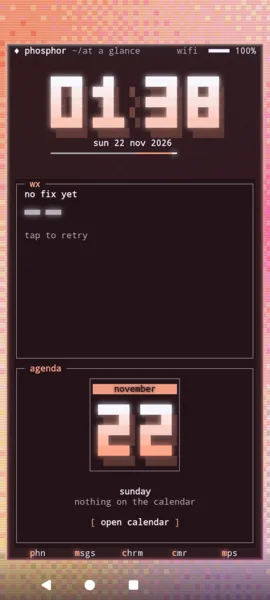 ♦ phosphor ~/at a glance wifi 100%
01:38
sun 22 nov 2026
wx
no fix yet
--
tap to retry
agenda
november
22
sunday
nothing on the calendar
[ open calendar ]
phn msgs chrm cmr mps